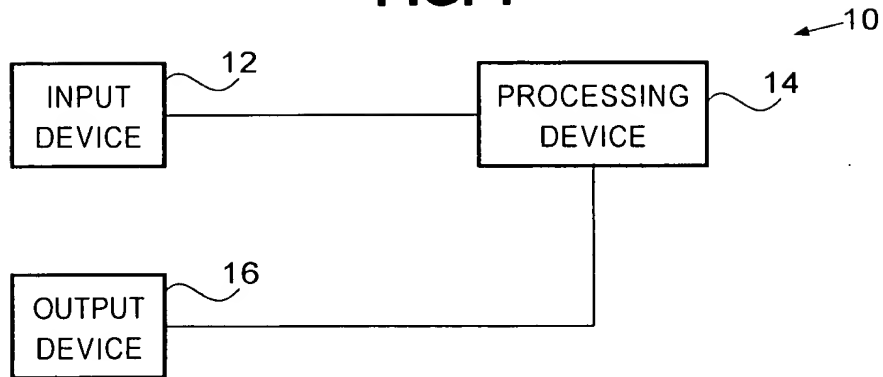 10
12
INPUT
DEVICE
PROCESSING
DEVICE
14
16
OUTPUT
DEVICE